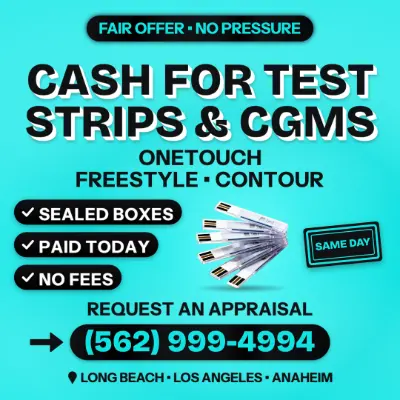 FAIR OFFER ▪ NO PRESSURE
CASH FOR TEST
STRIPS & CGMS
ONETOUCH
FREESTYLE ▪ CONTOUR
✓ SEALED BOXES
✓ PAID TODAY
✓ NO FEES
SAME DAY
REQUEST AN APPRAISAL
(562) 999-4994
LONG BEACH ▪ LOS ANGELES ▪ ANAHEIM